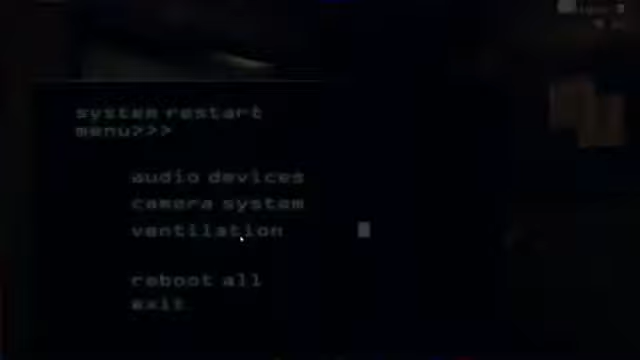 system restart
menu>>>
audio devices
camera system
ventilation
reboot all
exit